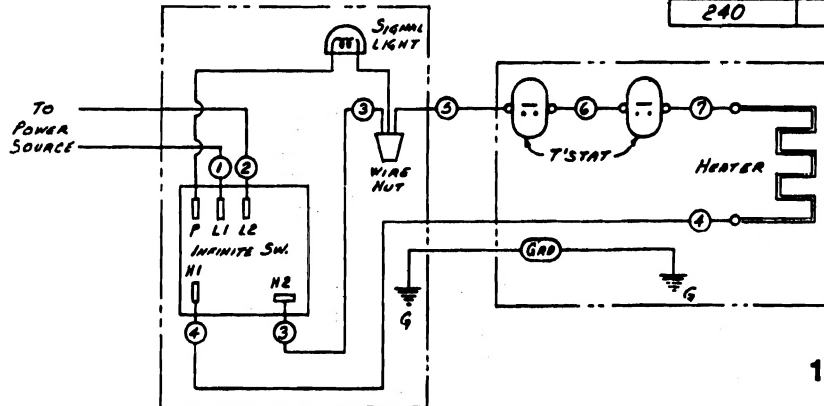 240
SIGNAL
LIGHT
TO
POWER
SOURCE
3
5
6
7
WIRE
NUT
T'STAT
HEATER
1
2
P L1 L2
INFINITE SW.
H1
H2
4
GRD
G
G
4
3
1